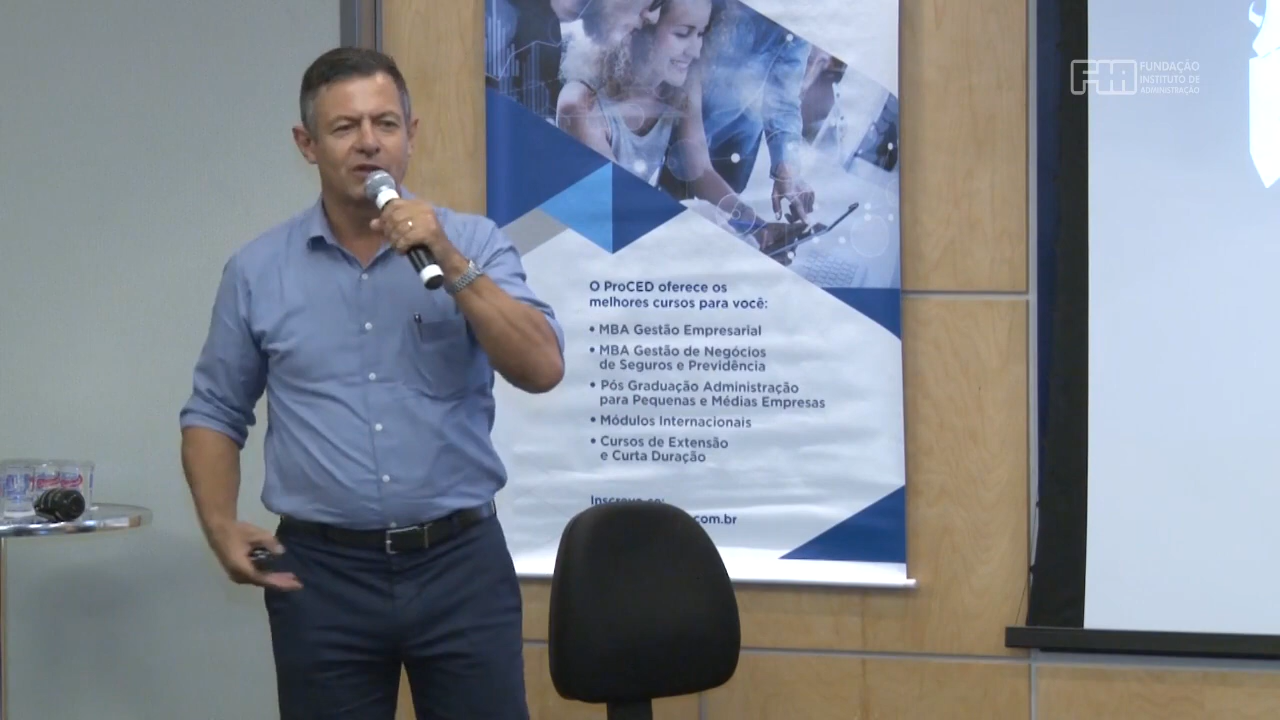 FIA FUNDAÇÃO
INSTITUTO DE
ADMINISTRAÇÃO
O ProCED oferece os
melhores cursos para você:
• MBA Gestão Empresarial
• MBA Gestão de Negócios
de Seguros e Previdência
• Pós Graduação Administração
para Pequenas e Médias Empresas
• Módulos Internacionais
• Cursos de Extensão
e Curta Duração
.com.br